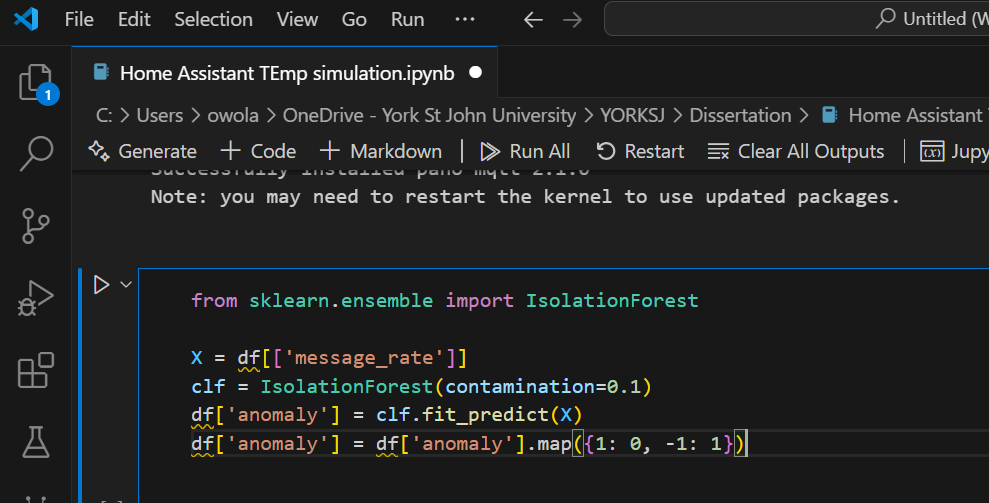 File Edit Selection View Go Run ··· Untitled (W
Home Assistant TEmp simulation.ipynb
1
C: > Users > owola > OneDrive - York St John University > YORKSJ > Dissertation > Home Assistant
Generate + Code + Markdown | Run All Restart Clear All Outputs | Jupy
Successfully installed paho mqtt 2.1.0
Note: you may need to restart the kernel to use updated packages.
from sklearn.ensemble import IsolationForest
X = df[['message_rate']]
clf = IsolationForest(contamination=0.1)
df['anomaly'] = clf.fit_predict(X)
df['anomaly'] = df['anomaly'].map({1: 0, -1: 1})